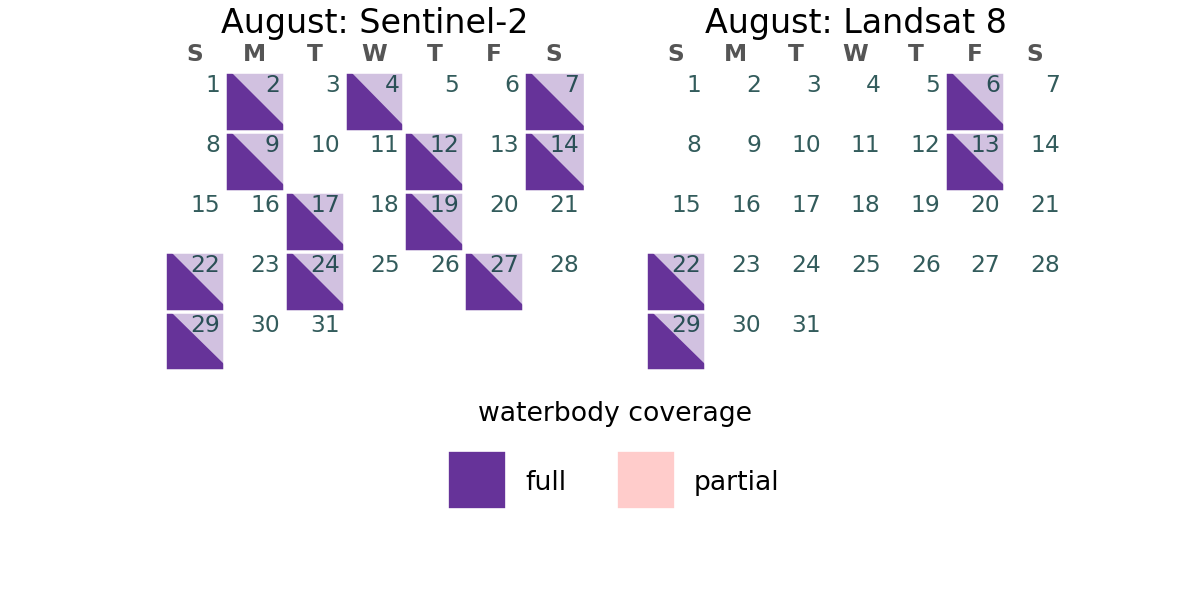 August: Sentinel-2
S M T W T F S
1 2 3 4 5 6 7
8 9 10 11 12 13 14
15 16 17 18 19 20 21
22 23 24 25 26 27 28
29 30 31
August: Landsat 8
S M T W T F S
1 2 3 4 5 6 7
8 9 10 11 12 13 14
15 16 17 18 19 20 21
22 23 24 25 26 27 28
29 30 31
waterbody coverage
full partial